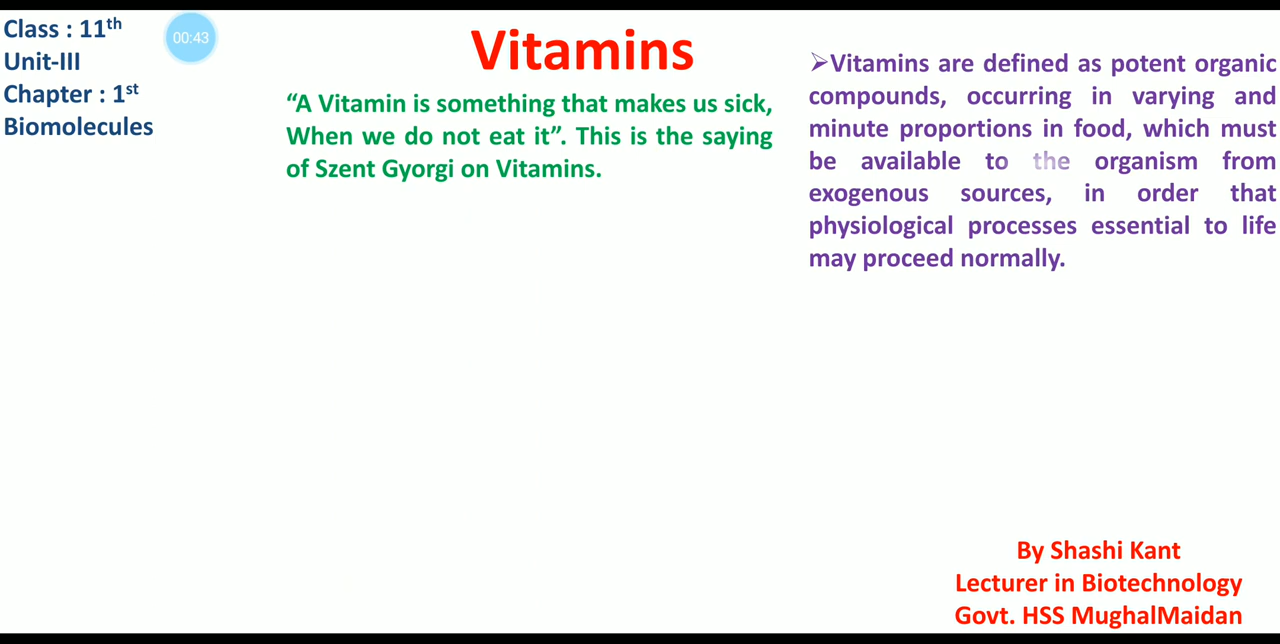 Class : 11th
Unit-III
Chapter : 1st
Biomolecules
00:43
Vitamins
“A Vitamin is something that makes us sick,
When we do not eat it”. This is the saying
of Szent Gyorgi on Vitamins.
➢Vitamins are defined as potent organic
compounds, occurring in varying and
minute proportions in food, which must
be available to the organism from
exogenous sources, in order that
physiological processes essential to life
may proceed normally.
By Shashi Kant
Lecturer in Biotechnology
Govt. HSS MughalMaidan